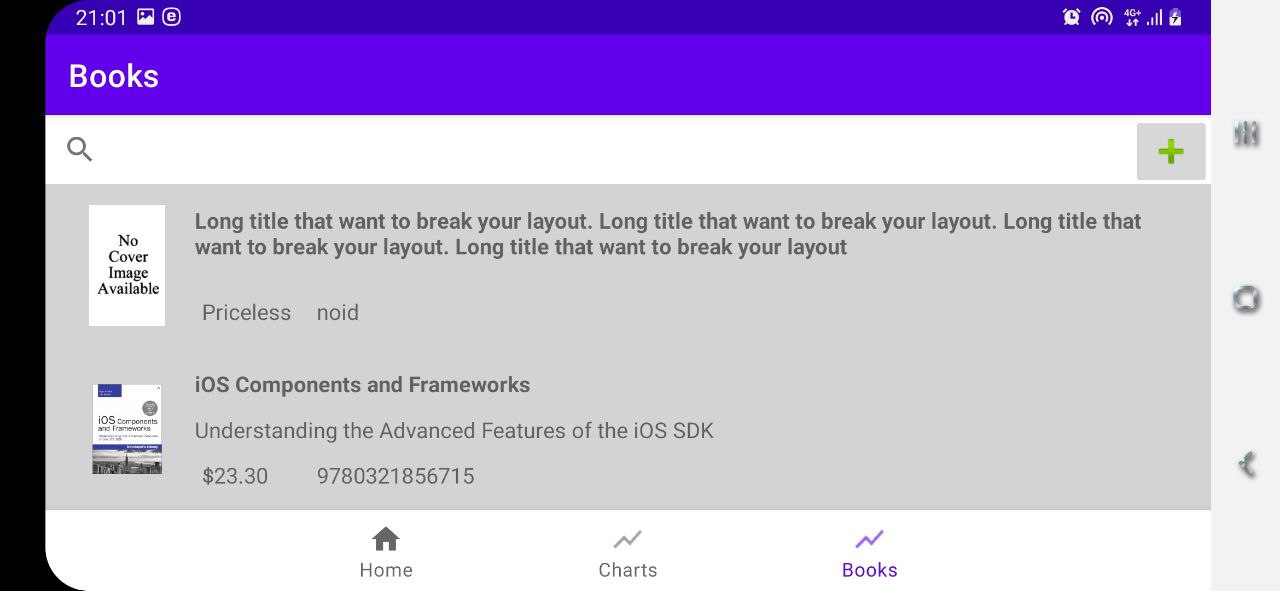 21:01
4G+
Books
Long title that want to break your layout. Long title that want to break your layout. Long title that
want to break your layout. Long title that want to break your layout
No
Cover
Image
Available
Priceless noid
iOS Components and Frameworks
iOS Components
and Frameworks
Understanding the Advanced Features of the iOS SDK
$23.30 9780321856715
Home Charts Books